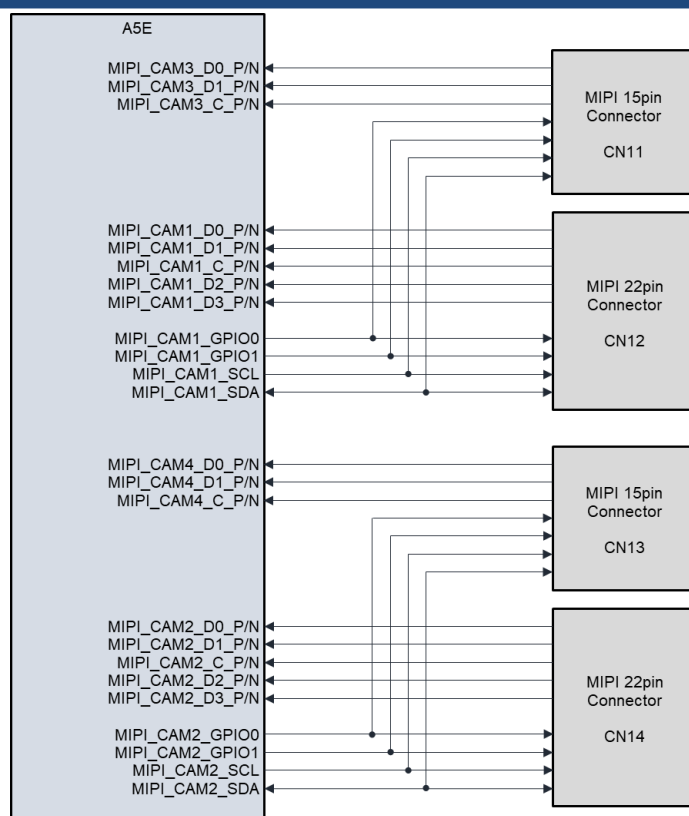 A5E
MIPI_CAM3_D0_P/N
MIPI_CAM3_D1_P/N
MIPI_CAM3_C_P/N
MIPI 15pin
Connector
CN11
MIPI_CAM1_D0_P/N
MIPI_CAM1_D1_P/N
MIPI_CAM1_C_P/N
MIPI_CAM1_D2_P/N
MIPI_CAM1_D3_P/N
MIPI_CAM1_GPIO0
MIPI_CAM1_GPIO1
MIPI_CAM1_SCL
MIPI_CAM1_SDA
MIPI 22pin
Connector
CN12
MIPI_CAM4_D0_P/N
MIPI_CAM4_D1_P/N
MIPI_CAM4_C_P/N
MIPI 15pin
Connector
CN13
MIPI_CAM2_D0_P/N
MIPI_CAM2_D1_P/N
MIPI_CAM2_C_P/N
MIPI_CAM2_D2_P/N
MIPI_CAM2_D3_P/N
MIPI_CAM2_GPIO0
MIPI_CAM2_GPIO1
MIPI_CAM2_SCL
MIPI_CAM2_SDA
MIPI 22pin
Connector
CN14